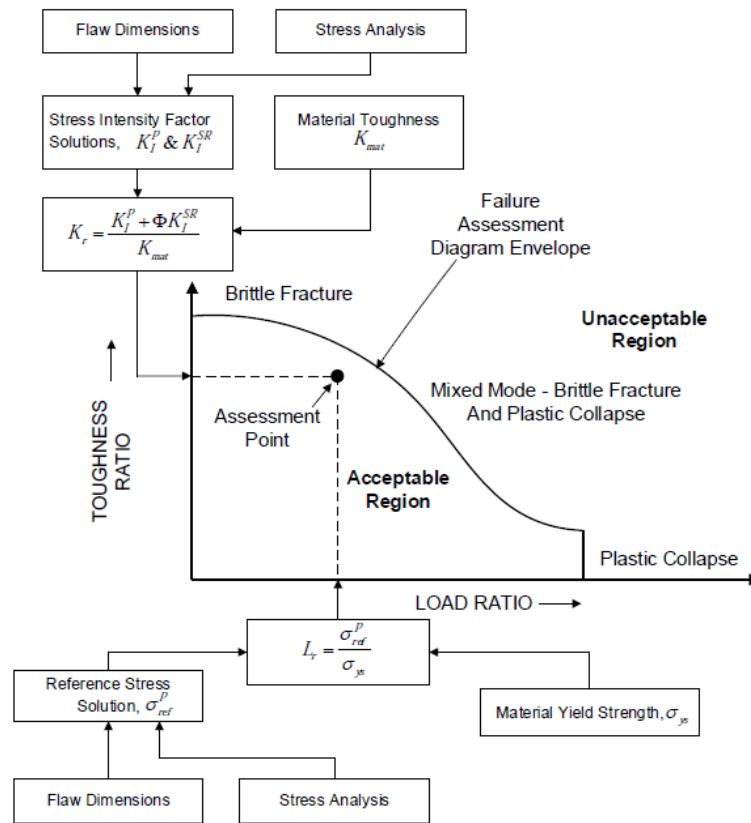 Flaw Dimensions
Stress Analysis
Stress Intensity Factor
Solutions, K_I^P & K_I^SR
Material Toughness
K_mat
K_r = (K_I^P + ΦK_I^SR) / K_mat
Failure
Assessment
Diagram Envelope
Brittle Fracture
Unacceptable
Region
Mixed Mode - Brittle Fracture
And Plastic Collapse
TOUGHNESS
RATIO
Assessment
Point
Acceptable
Region
Plastic Collapse
LOAD RATIO
L_r = σ_ref^P / σ_ys
Reference Stress
Solution, σ_ref^P
Material Yield Strength, σ_ys
Flaw Dimensions
Stress Analysis